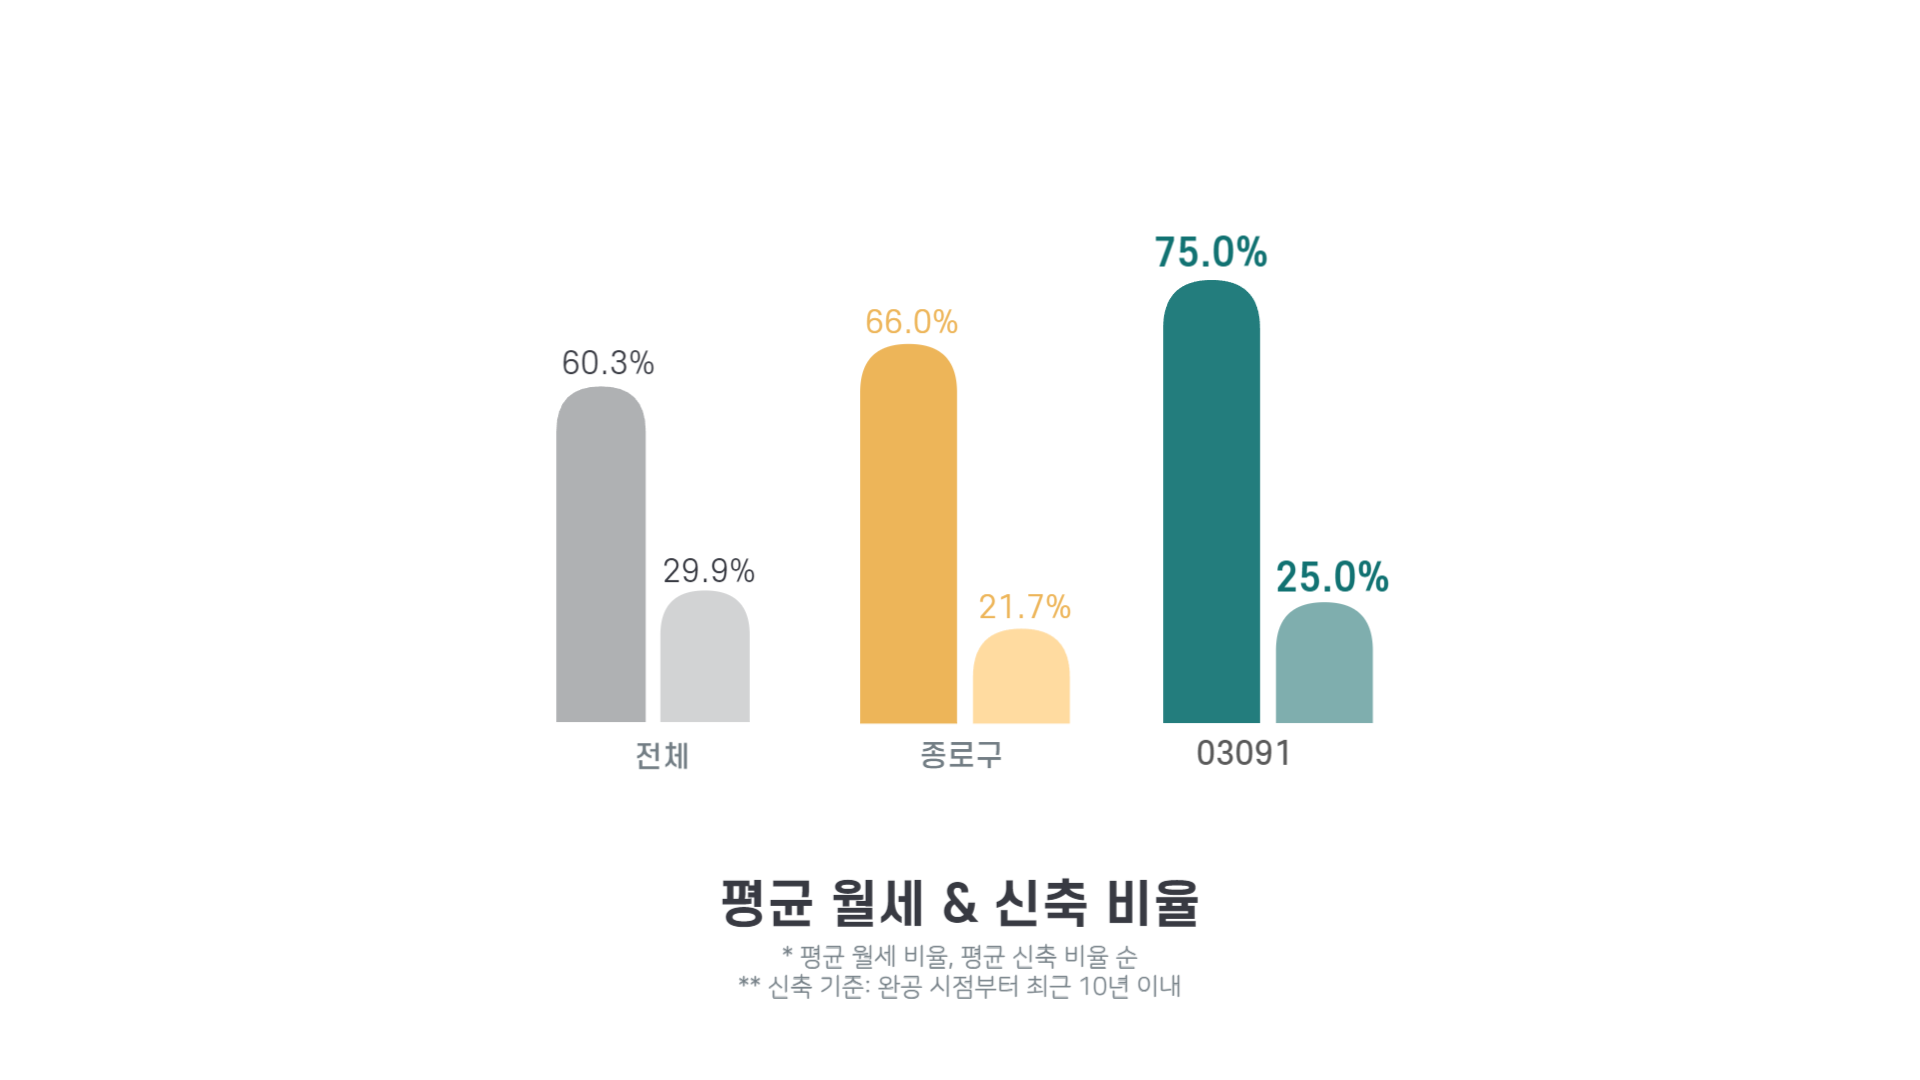 75.0%
66.0%
60.3%
29.9%
25.0%
21.7%
전체
종로구
03091
평균 월세 & 신축 비율
* 평균 월세 비율, 평균 신축 비율 순
** 신축 기준: 완공 시점부터 최근 10년 이내